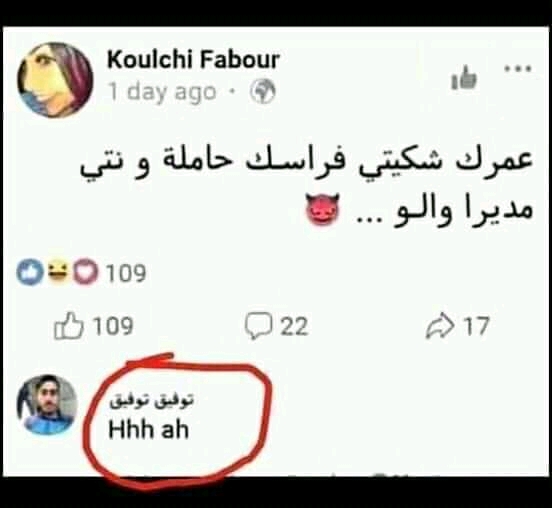 Koulchi Fabour
1 day ago ·
عمرك شكيتي فراسك حاملة و نتي
مديرا والو ... 😈
109
109 22 17
توفيق توفيق
Hhh ah